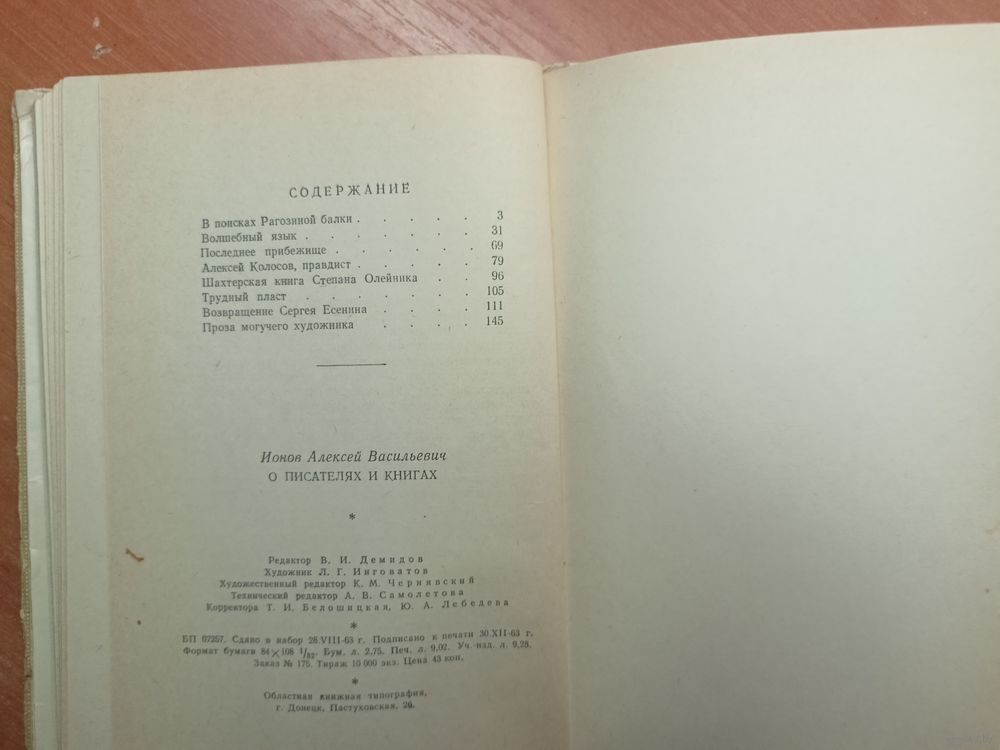 СОДЕРЖАНИЕ
В поисках Рагозиной балки . . . . . 3
Волшебный язык . . . . . . . 31
Последнее прибежище . . . . . . 69
Алексей Колосов, правдист . . . . . 79
Шахтерская книга Степана Олейника . . 96
Трудный пласт . . . . . . . 105
Возвращение Сергея Есенина . . . . 111
Проза могучего художника . . . . 145
Ионов Алексей Васильевич
О ПИСАТЕЛЯХ И КНИГАХ
*
Редактор В. И. Демидов
Художник Л. Г. Инговатов
Художественный редактор К. М. Чернявский
Технический редактор А. В. Самолетова
Корректора Т. И. Белошицкая, Ю. А. Лебедева
*
БП 07257. Сдано в набор 28.VIII-63 г. Подписано к печати 30.XII-63 г.
Формат бумаги 84×108 1/32. Бум. л. 2,75. Печ. л. 9,02. Уч. изд. л. 9,28.
Заказ № 175. Тираж 10 000 экз. Цена 43 коп.
*
Областная книжная типография,
г. Донецк, Пастуховская, 26.